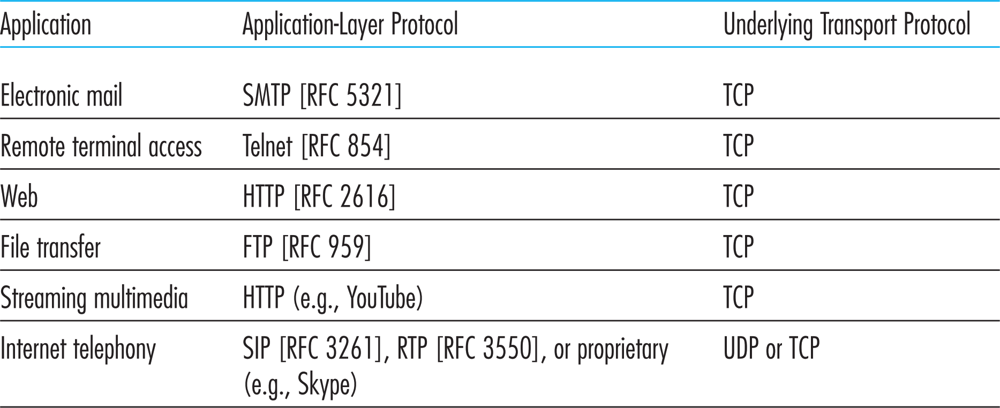 Application Application-Layer Protocol Underlying Transport Protocol
Electronic mail SMTP [RFC 5321] TCP
Remote terminal access Telnet [RFC 854] TCP
Web HTTP [RFC 2616] TCP
File transfer FTP [RFC 959] TCP
Streaming multimedia HTTP (e.g., YouTube) TCP
Internet telephony SIP [RFC 3261], RTP [RFC 3550], or proprietary UDP or TCP
(e.g., Skype)